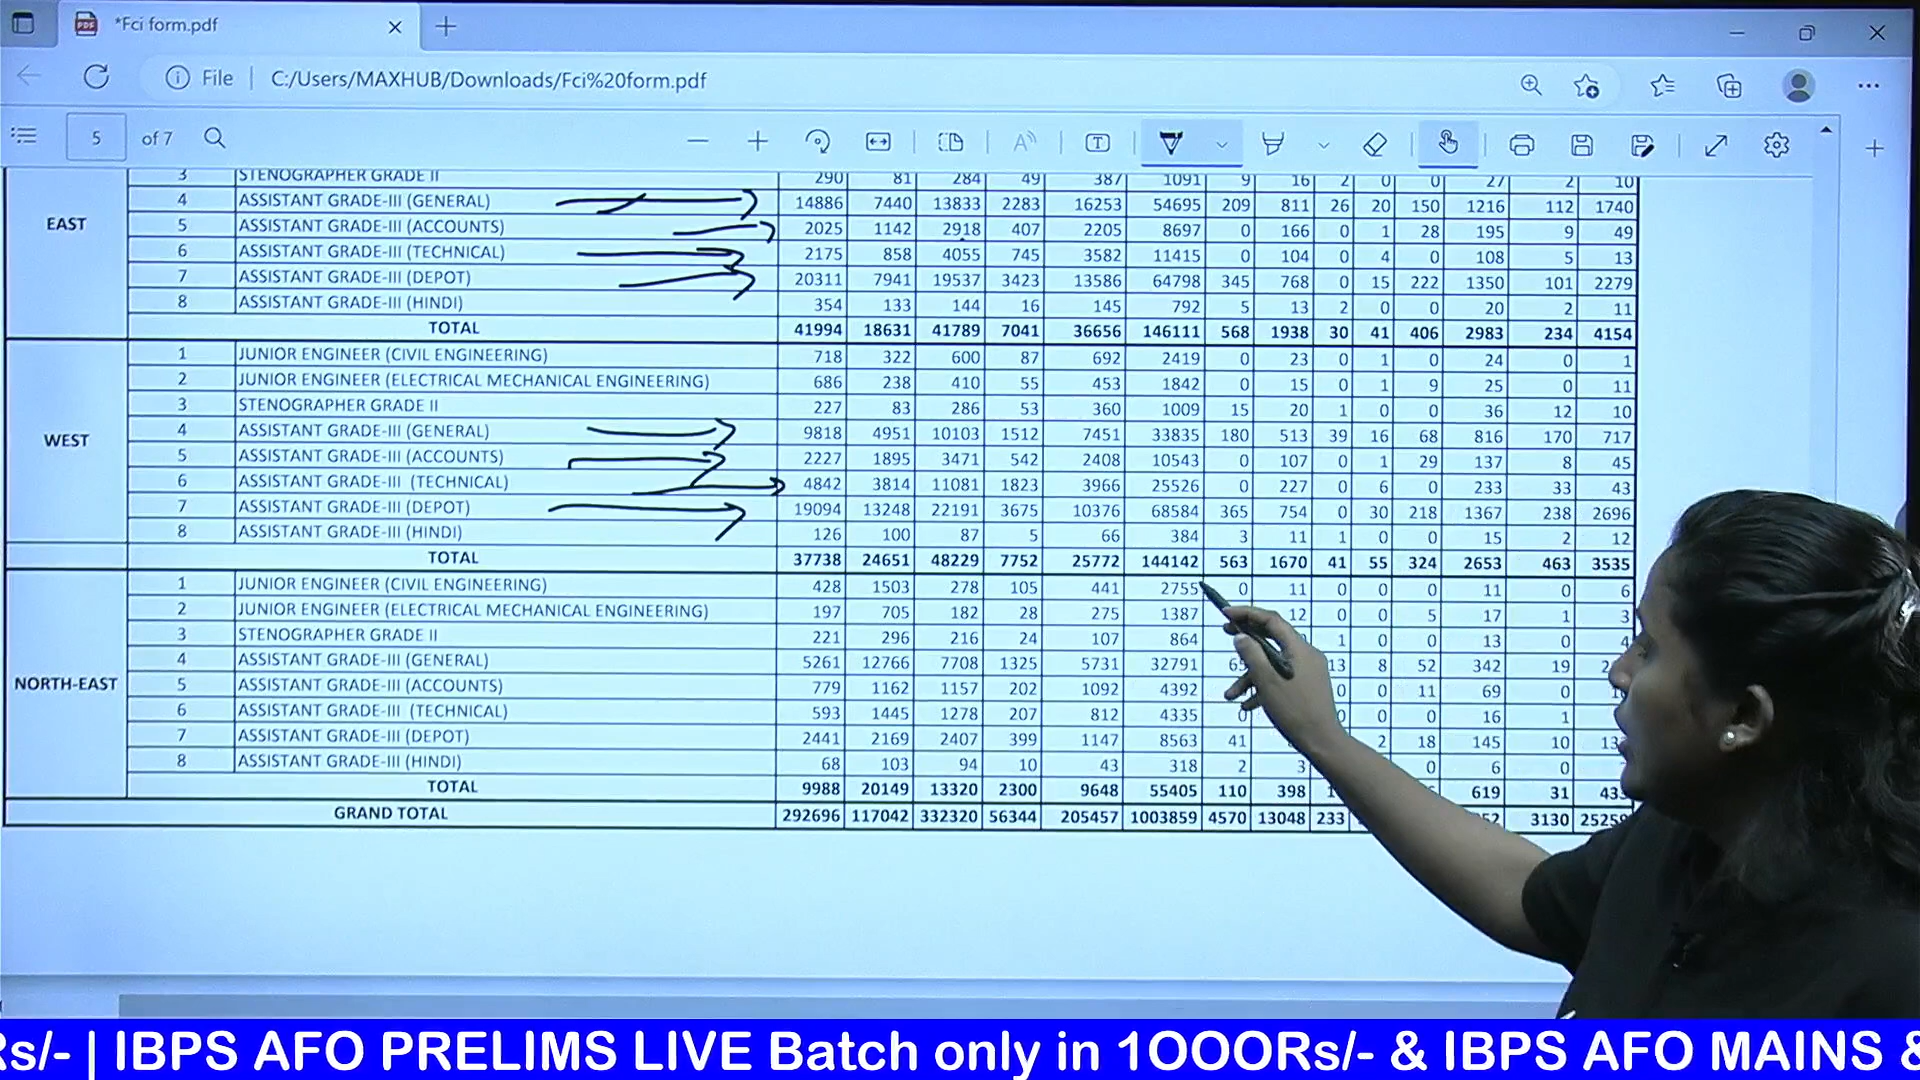 *Fci form.pdf
File | C:/Users/MAXHUB/Downloads/Fci%20form.pdf
5 of 7
3 STENOGRAPHER GRADE II 290 81 284 49 387 1091 9 16 2 0 0 27 2 10
EAST
4 ASSISTANT GRADE-III (GENERAL) 14886 7440 13833 2283 16253 54695 209 811 26 20 150 1216 112 1740
5 ASSISTANT GRADE-III (ACCOUNTS) 2025 1142 2918 407 2205 8697 0 166 0 1 28 195 9 49
6 ASSISTANT GRADE-III (TECHNICAL) 2175 858 4055 745 3582 11415 0 104 0 4 0 108 5 13
7 ASSISTANT GRADE-III (DEPOT) 20311 7941 19537 3423 13586 64798 345 768 0 15 222 1350 101 2279
8 ASSISTANT GRADE-III (HINDI) 354 133 144 16 145 792 5 13 2 0 0 20 2 11
TOTAL 41994 18631 41789 7041 36656 146111 568 1938 30 41 406 2983 234 4154
WEST
1 JUNIOR ENGINEER (CIVIL ENGINEERING) 718 322 600 87 692 2419 0 23 0 1 0 24 0 1
2 JUNIOR ENGINEER (ELECTRICAL MECHANICAL ENGINEERING) 686 238 410 55 453 1842 0 15 0 1 9 25 0 11
3 STENOGRAPHER GRADE II 227 83 286 53 360 1009 15 20 1 0 0 36 12 10
4 ASSISTANT GRADE-III (GENERAL) 9818 4951 10103 1512 7451 33835 180 513 39 16 68 816 170 717
5 ASSISTANT GRADE-III (ACCOUNTS) 2227 1895 3471 542 2408 10543 0 107 0 1 29 137 8 45
6 ASSISTANT GRADE-III (TECHNICAL) 4842 3814 11081 1823 3966 25526 0 227 0 6 0 233 33 43
7 ASSISTANT GRADE-III (DEPOT) 19094 13248 22191 3675 10376 68584 365 754 0 30 218 1367 238 2696
8 ASSISTANT GRADE-III (HINDI) 126 100 87 5 66 384 3 11 1 0 0 15 2 12
TOTAL 37738 24651 48229 7752 25772 144142 563 1670 41 55 324 2653 463 3535
NORTH-EAST
1 JUNIOR ENGINEER (CIVIL ENGINEERING) 428 1503 278 105 441 2755 0 11 0 0 0 11 0 6
2 JUNIOR ENGINEER (ELECTRICAL MECHANICAL ENGINEERING) 197 705 182 28 275 1387 12 0 0 5 17 1 3
3 STENOGRAPHER GRADE II 221 296 216 24 107 864 1 0 0 13 0 4
4 ASSISTANT GRADE-III (GENERAL) 5261 12766 7708 1325 5731 32791 13 8 52 342 19
5 ASSISTANT GRADE-III (ACCOUNTS) 779 1162 1157 202 1092 4392 0 0 11 69 0
6 ASSISTANT GRADE-III (TECHNICAL) 593 1445 1278 207 812 4335 0 0 0 0 16 1
7 ASSISTANT GRADE-III (DEPOT) 2441 2169 2407 399 1147 8563 41 2 18 145 10
8 ASSISTANT GRADE-III (HINDI) 68 103 94 10 43 318 2 3 0 6 0
TOTAL 9988 20149 13320 2300 9648 55405 110 398 619 31
GRAND TOTAL 292696 117042 332320 56344 205457 1003859 4570 13048 233 3130 25259
Rs/- | IBPS AFO PRELIMS LIVE Batch only in 1OOORs/- & IBPS AFO MAINS &